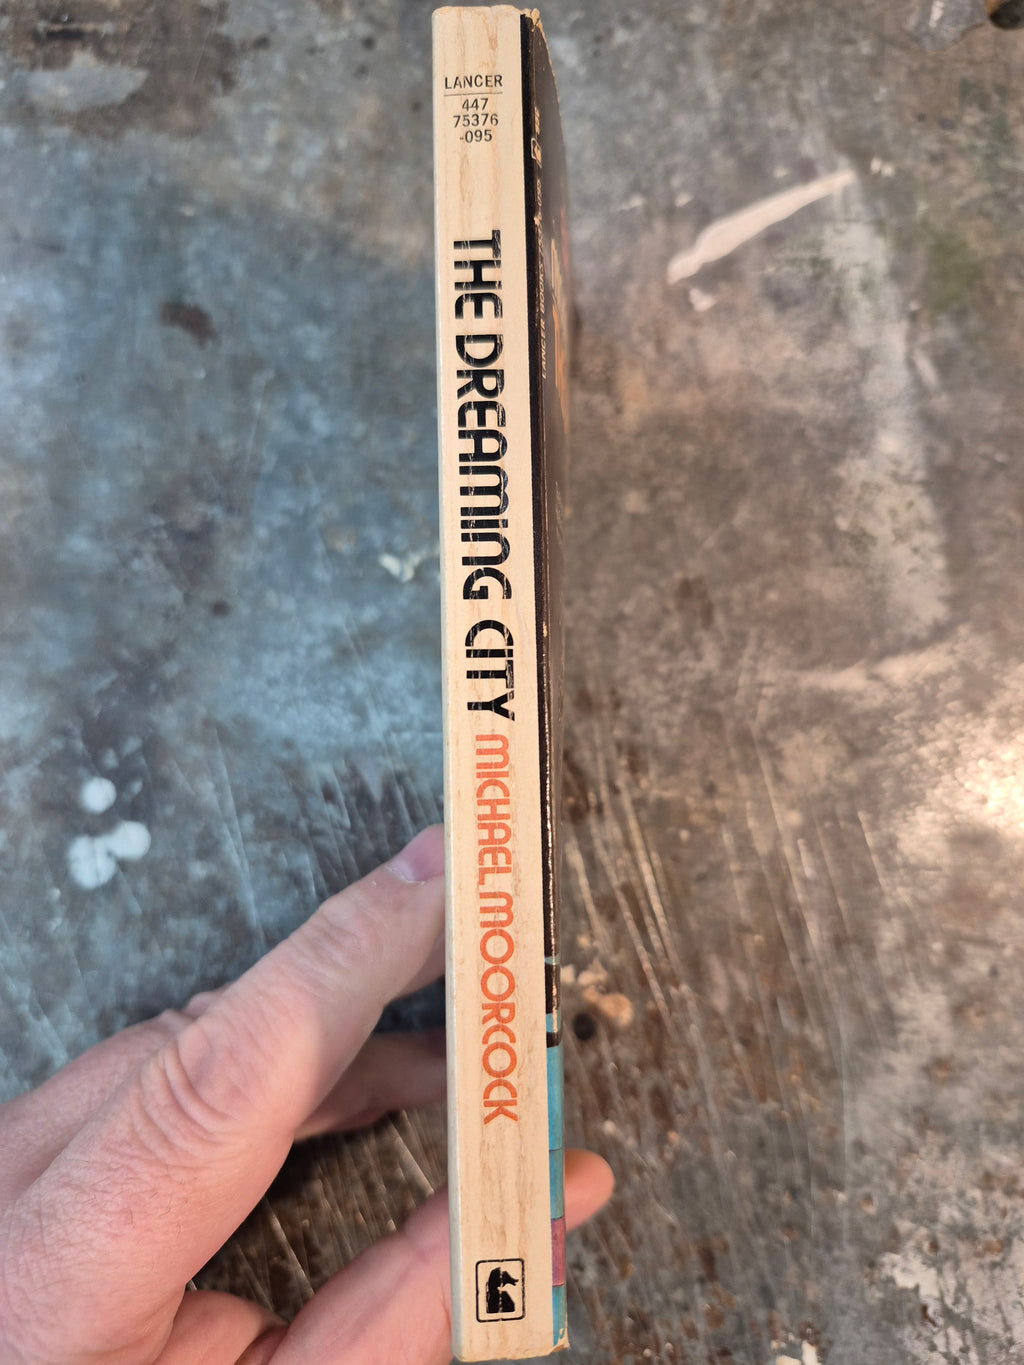 LANCER
447
75376
-095
THE DREAMING CITY MICHAEL MOORCOCK